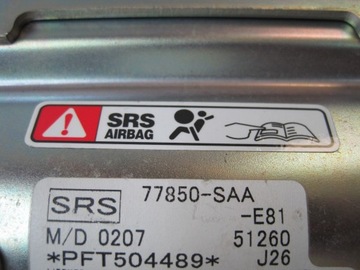 SRS
AIRBAG
SRS 77850-SAA
-E81
M/D 0207 51260
*PFT504489* J26